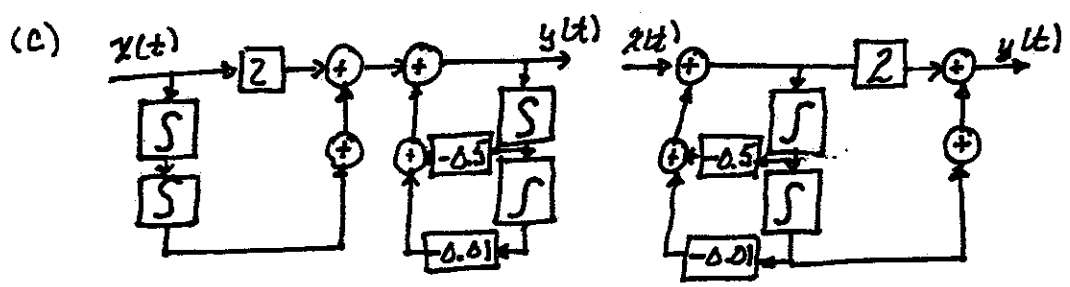 (c) x(t) 2 + + y(t) x(t) + 2 + y(t)
∫ + + -0.5 ∫ + -0.5 ∫ +
∫ ∫ ∫
-0.01 -0.01